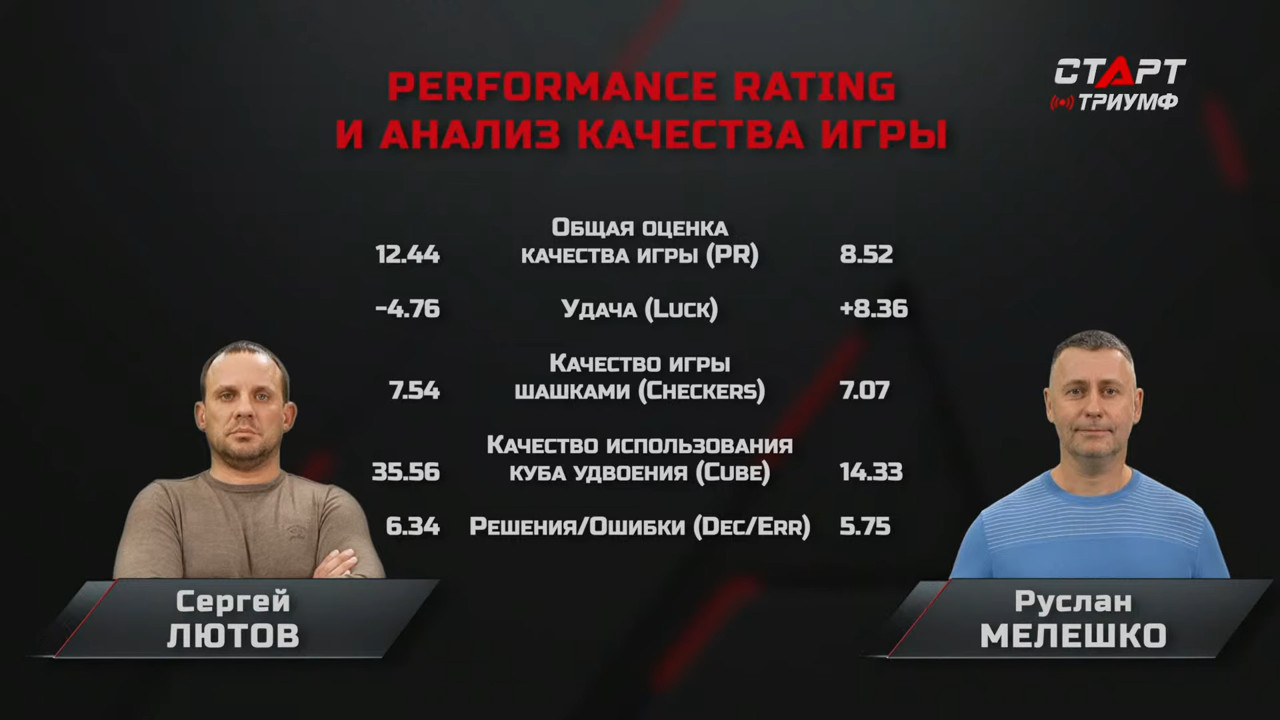 PERFORMANCE RATING
И АНАЛИЗ КАЧЕСТВА ИГРЫ
СТАРТ
ТРИУМФ
ОБЩАЯ ОЦЕНКА
12.44 КАЧЕСТВА ИГРЫ (PR) 8.52
-4.76 УДАЧА (LUCK) +8.36
КАЧЕСТВО ИГРЫ
7.54 ШАШКАМИ (CHECKERS) 7.07
КАЧЕСТВО ИСПОЛЬЗОВАНИЯ
35.56 КУБА УДВОЕНИЯ (CUBE) 14.33
6.34 РЕШЕНИЯ/ОШИБКИ (DEC/ERR) 5.75
Сергей
ЛЮТОВ
Руслан
МЕЛЕШКО